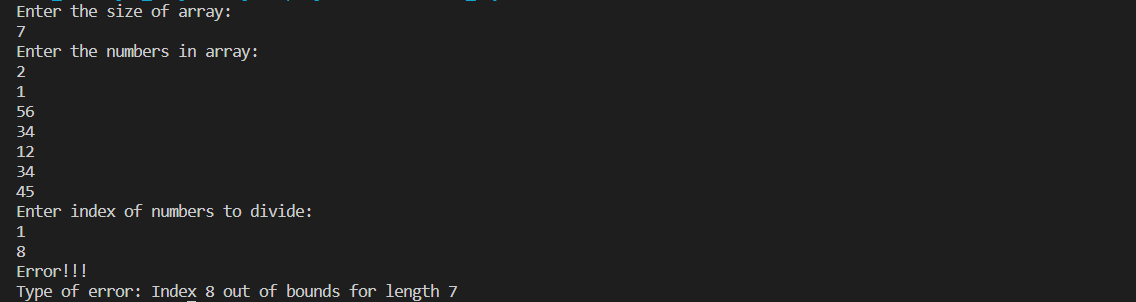 Enter the size of array:
7
Enter the numbers in array:
2
1
56
34
12
34
45
Enter index of numbers to divide:
1
8
Error!!!
Type of error: Index 8 out of bounds for length 7